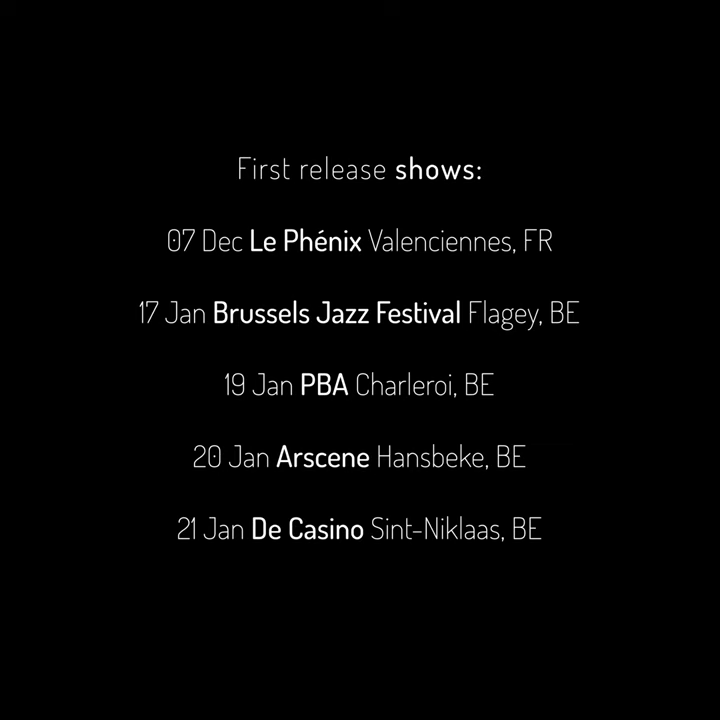 First release shows:
07 Dec Le Phénix Valenciennes, FR
17 Jan Brussels Jazz Festival Flagey, BE
19 Jan PBA Charleroi, BE
20 Jan Arscene Hansbeke, BE
21 Jan De Casino Sint-Niklaas, BE